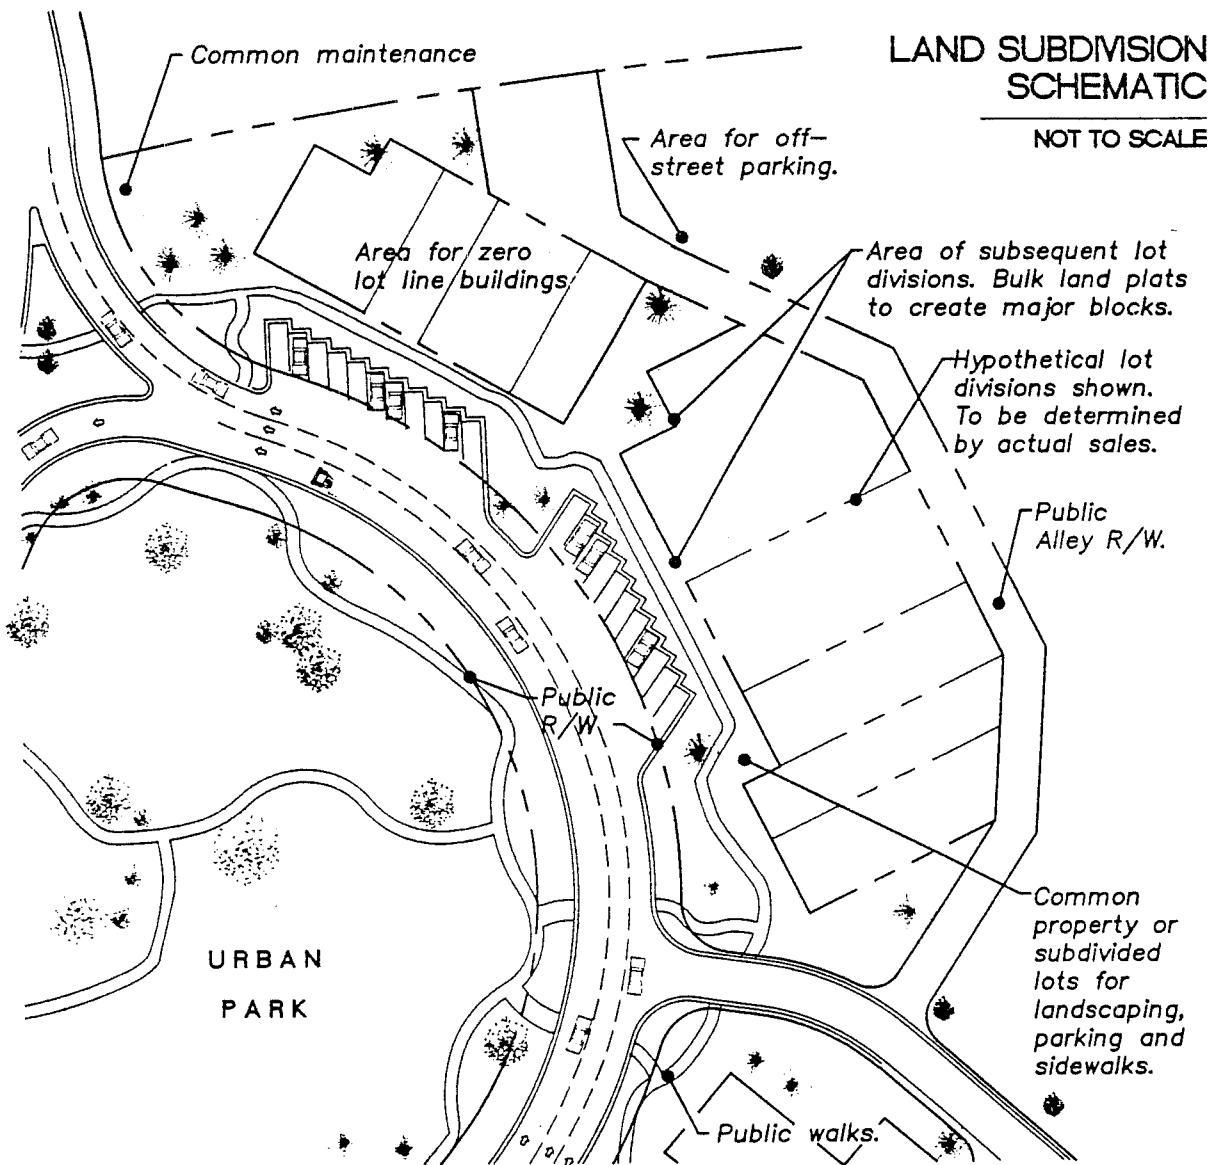 LAND SUBDIVISION
SCHEMATIC
NOT TO SCALE
Common maintenance
Area for off-
street parking.
Area for zero
lot line buildings
Area of subsequent lot
divisions. Bulk land plats
to create major blocks.
Hypothetical lot
divisions shown.
To be determined
by actual sales.
Public
Alley R/W.
Public
R/W
Common
property or
subdivided
lots for
landscaping,
parking and
sidewalks.
URBAN
PARK
Public walks.